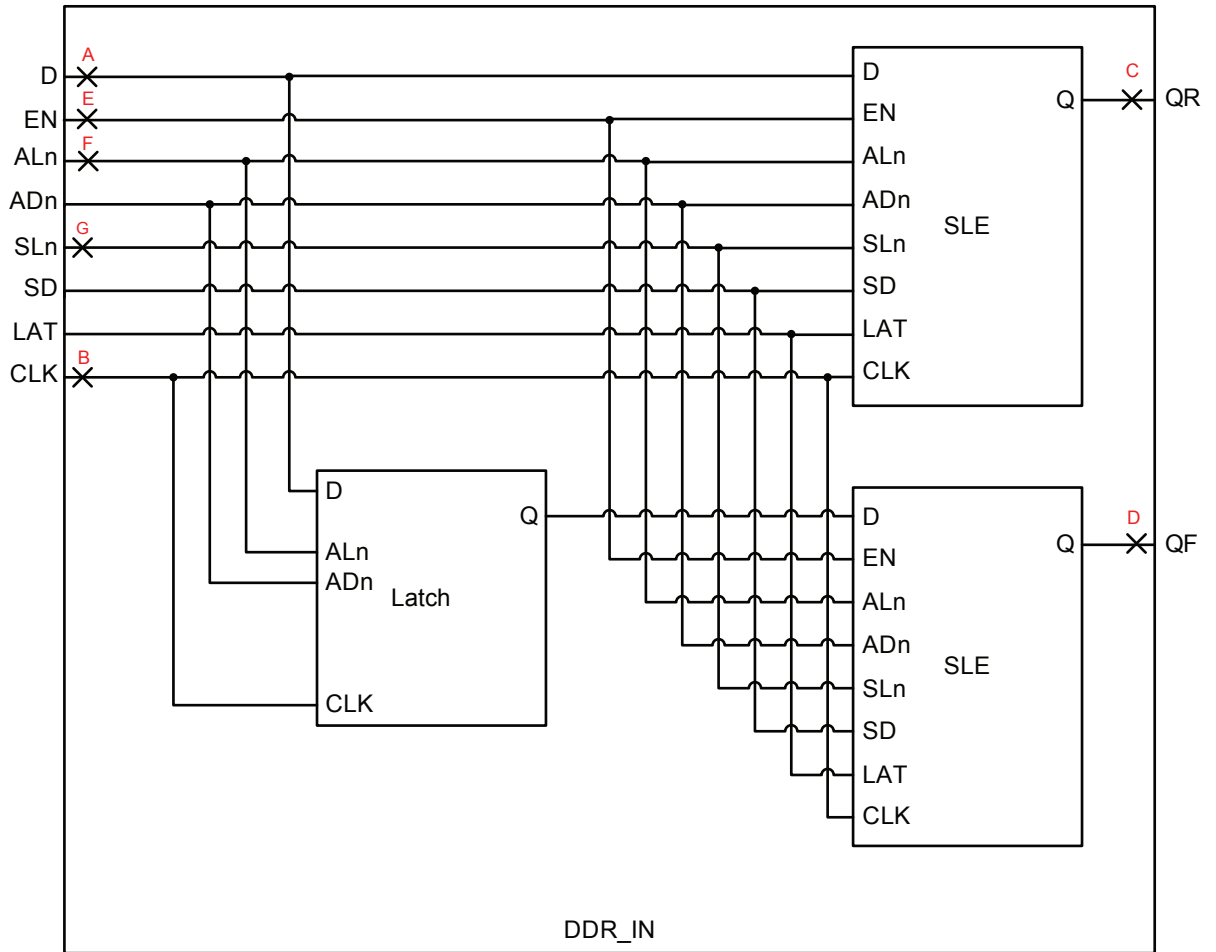 A
D
E
EN
F
ALn
ADn
G
SLn
SD
LAT
B
CLK
D
EN
ALn
ADn
SLn
SD
LAT
CLK
SLE
Q
C
QR
D
ALn
ADn
CLK
Latch
Q
D
EN
ALn
ADn
SLn
SD
LAT
CLK
SLE
Q
D
QF
DDR_IN